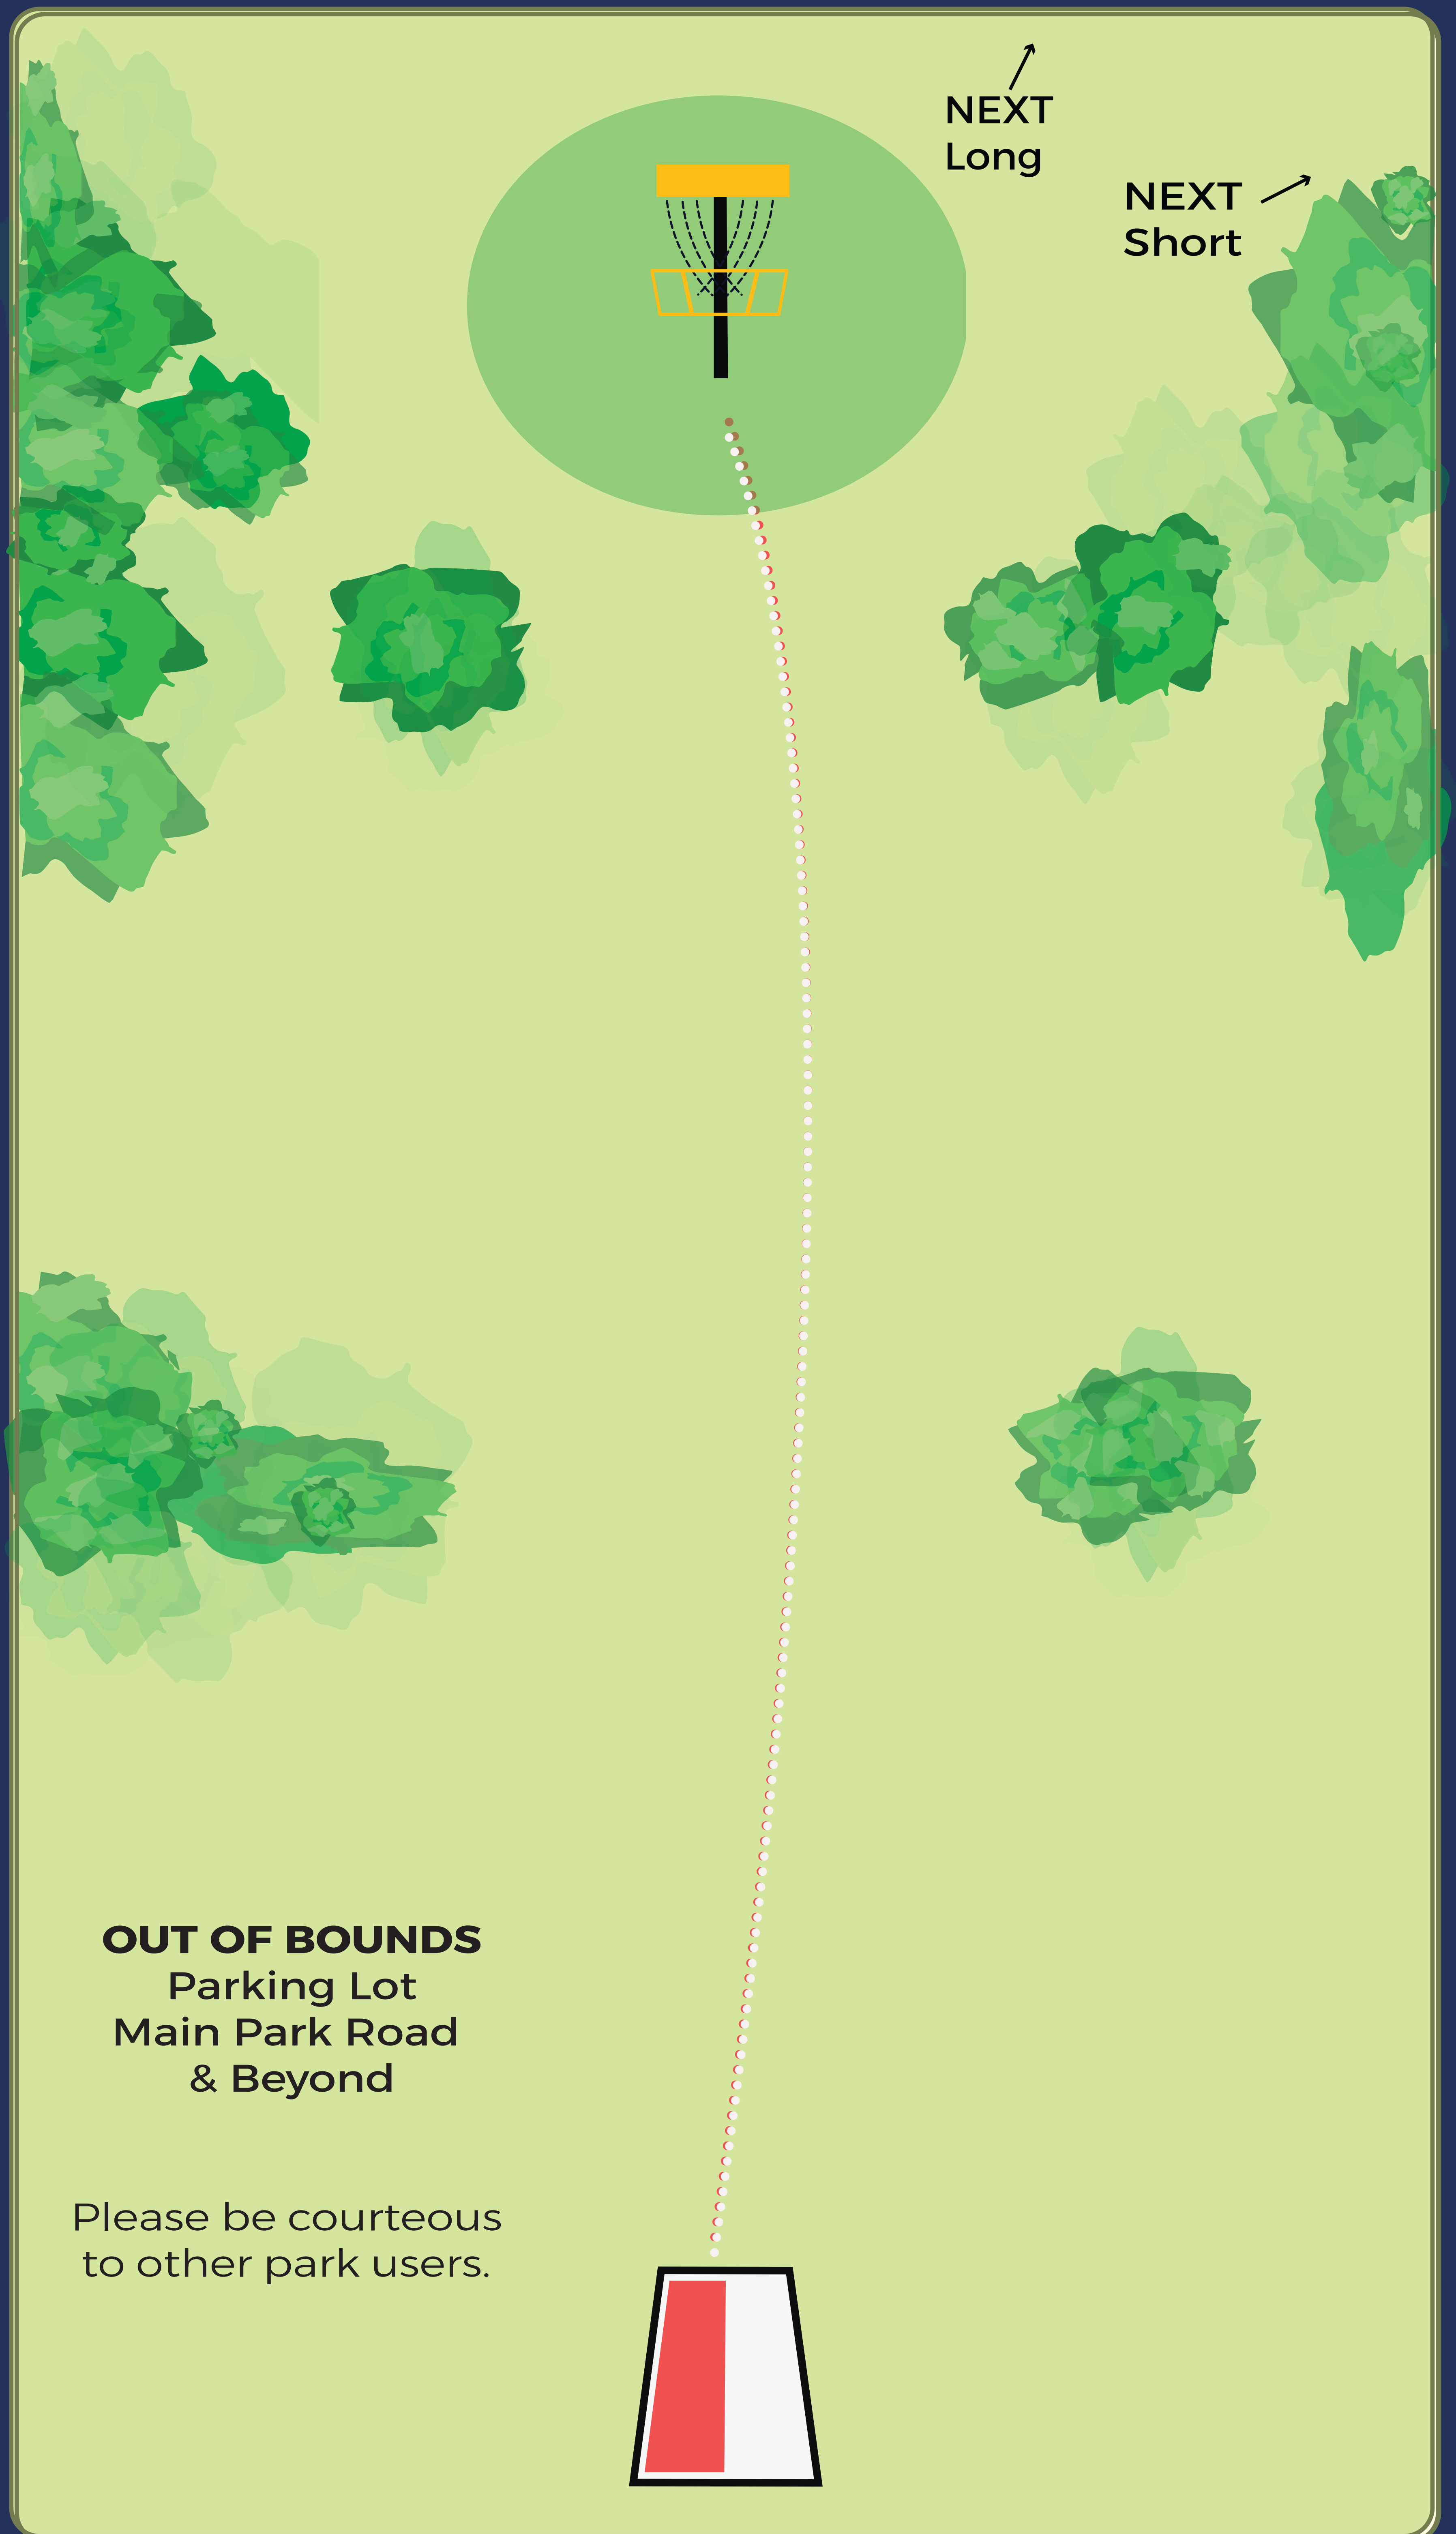 NEXT
Long
NEXT
Short
OUT OF BOUNDS
Parking Lot
Main Park Road
& Beyond
Please be courteous
to other park users.